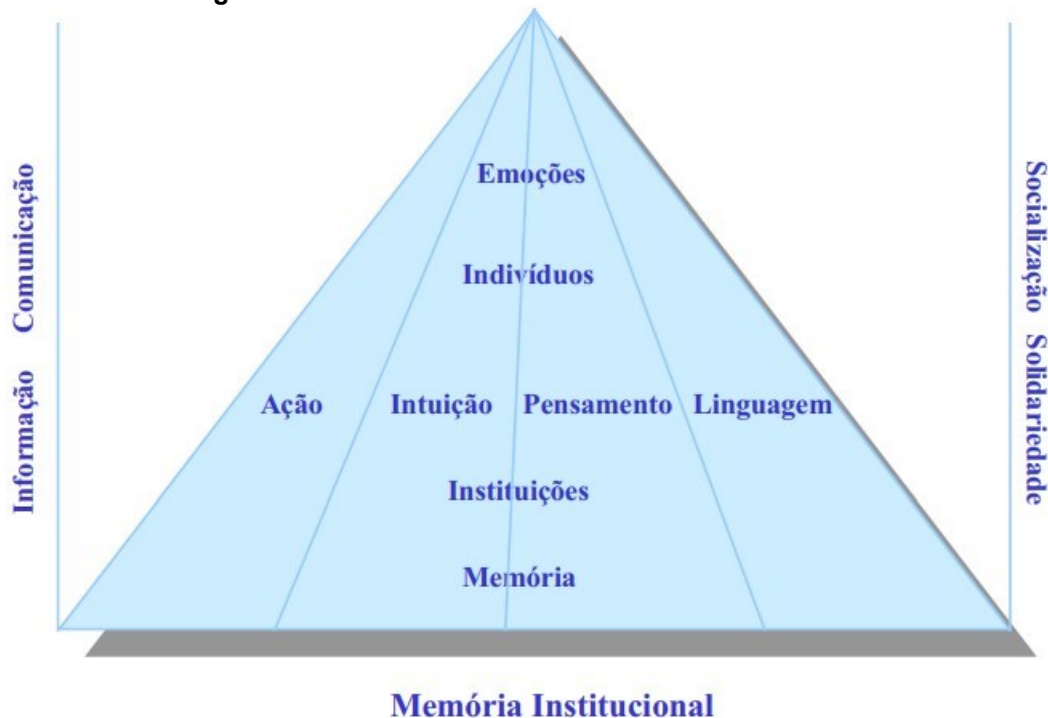 Emoções
Indivíduos
Ação Intuição Pensamento Linguagem
Instituições
Memória
Informação Comunicação
Socialização Solidariedade
Memória Institucional